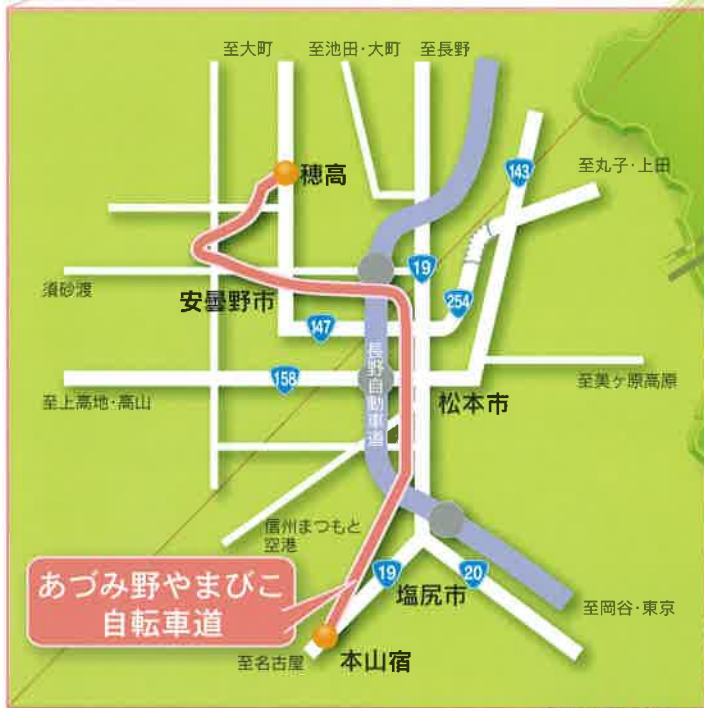 至大町
至池田・大町
至長野
143
穂高
至丸子・上田
19
須砂渡
安曇野市
254
147
長野自動車道
158
至上高地・高山
松本市
至美ヶ原高原
信州まつもと
空港
あづみ野やまびこ
自転車道
19
20
塩尻市
至岡谷・東京
至名古屋
本山宿